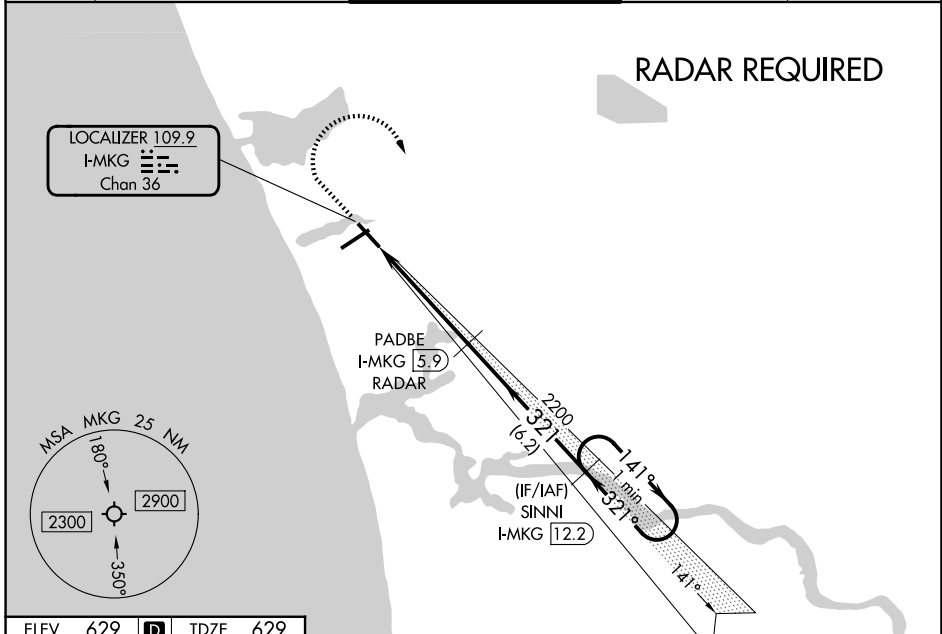 RADAR REQUIRED
LOCALIZER 109.9
I-MKG
Chan 36
PADBE
I-MKG 5.9
RADAR
2200
321
(6.2)
141°
1 min
321°
(IF/IAF)
SINNI
I-MKG 12.2
141°
MSA MKG 25 NM
180°
2300
2900
350°
ELEV 629 D TDZE 629